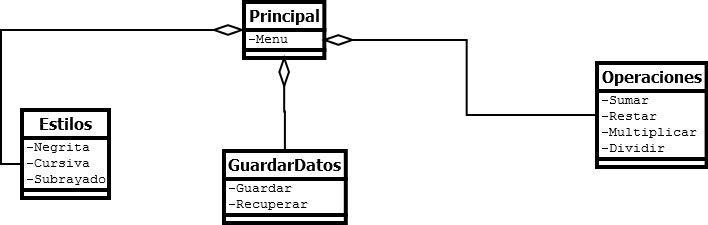 Principal
-Menu
Operaciones
-Sumar
-Restar
-Multiplicar
-Dividir
Estilos
-Negrita
-Cursiva
-Subrayado
GuardarDatos
-Guardar
-Recuperar